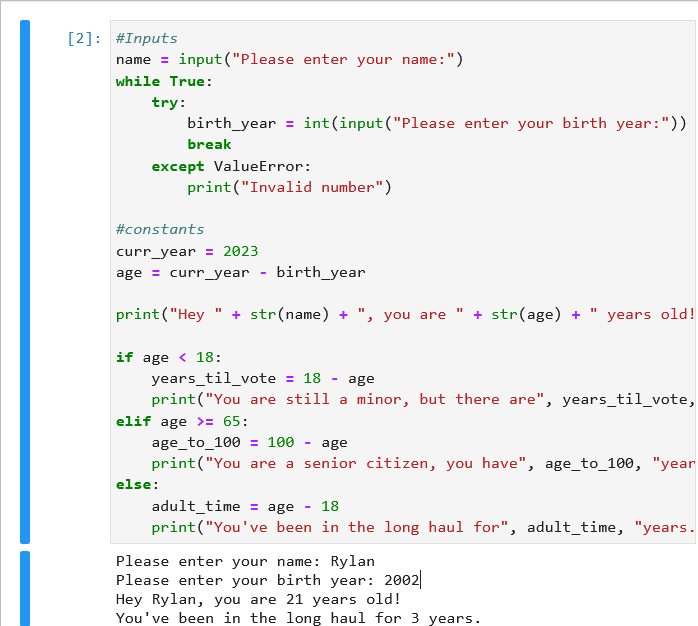 [2]: #Inputs
name = input("Please enter your name:")
while True:
    try:
        birth_year = int(input("Please enter your birth year:"))
        break
    except ValueError:
        print("Invalid number")
#constants
curr_year = 2023
age = curr_year - birth_year
print("Hey " + str(name) + ", you are " + str(age) + " years old!
if age < 18:
    years_til_vote = 18 - age
    print("You are still a minor, but there are", years_til_vote,
elif age >= 65:
    age_to_100 = 100 - age
    print("You are a senior citizen, you have", age_to_100, "year
else:
    adult_time = age - 18
    print("You've been in the long haul for", adult_time, "years.
Please enter your name: Rylan
Please enter your birth year: 2002
Hey Rylan, you are 21 years old!
You've been in the long haul for 3 years.